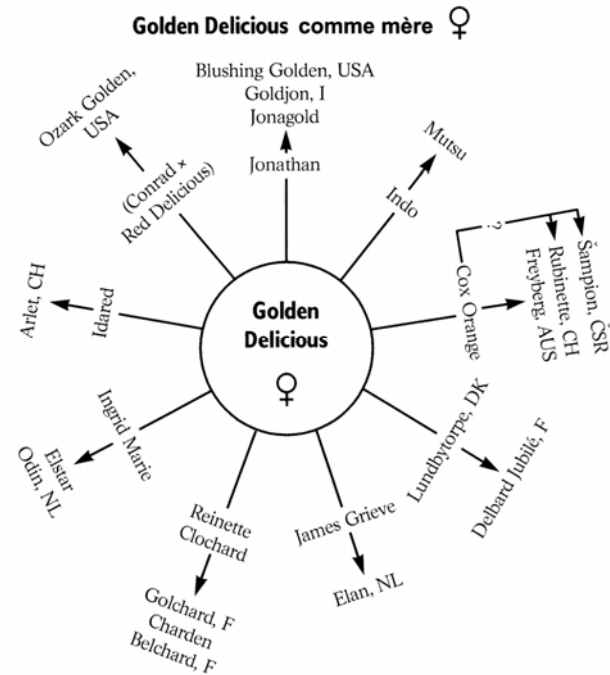 Golden Delicious comme mère ♀
Blushing Golden, USA
Goldjon, I
Jonagold
Jonathan
Mutsu
Indo
?
Šampion, ČSR
Rubinette, CH
Freyberg, AUS
Cox Orange
Lundbytorpe, DK
Delbard Jubilé, F
James Grieve
Elan, NL
Reinette
Clochard
Golchard, F
Charden
Belchard, F
Ingrid Marie
Elstar
Odin, NL
Idared
Arlet, CH
Ozark Golden,
USA
(Conrad ×
Red Delicious)
Golden
Delicious
♀